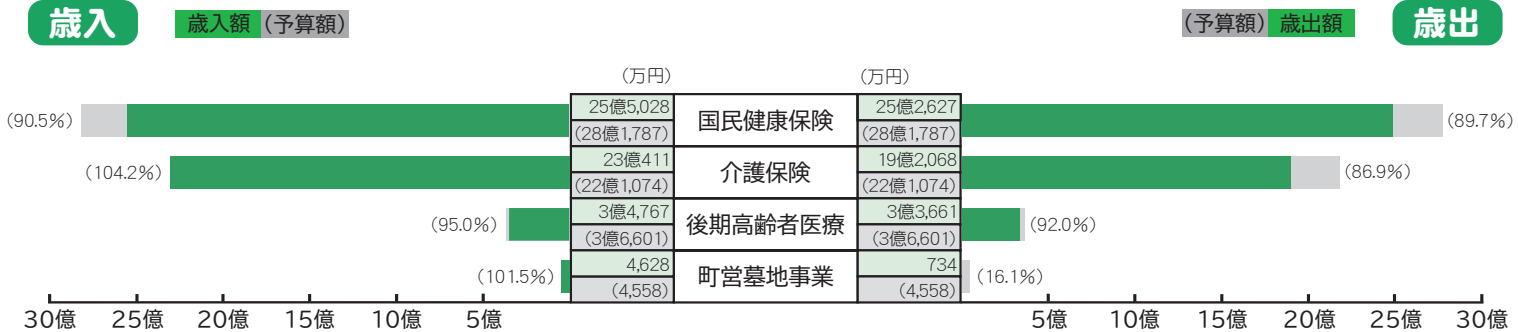 歳入
歳入額 (予算額)
(予算額) 歳出額
歳出
(万円)
(万円)
(90.5%)
25億5,028
(28億1,787)
国民健康保険
25億2,627
(28億1,787)
(89.7%)
(104.2%)
23億411
(22億1,074)
介護保険
19億2,068
(22億1,074)
(86.9%)
(95.0%)
3億4,767
(3億6,601)
後期高齢者医療
3億3,661
(3億6,601)
(92.0%)
(101.5%)
4,628
(4,558)
町営墓地事業
734
(4,558)
(16.1%)
30億 25億 20億 15億 10億 5億
5億 10億 15億 20億 25億 30億